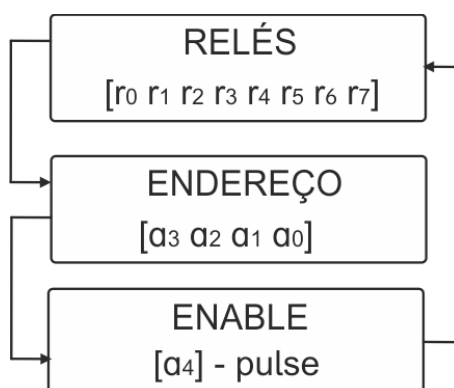 RELÉS
[r0 r1 r2 r3 r4 r5 r6 r7]
ENDEREÇO
[a3 a2 a1 a0]
ENABLE
[a4] - pulse